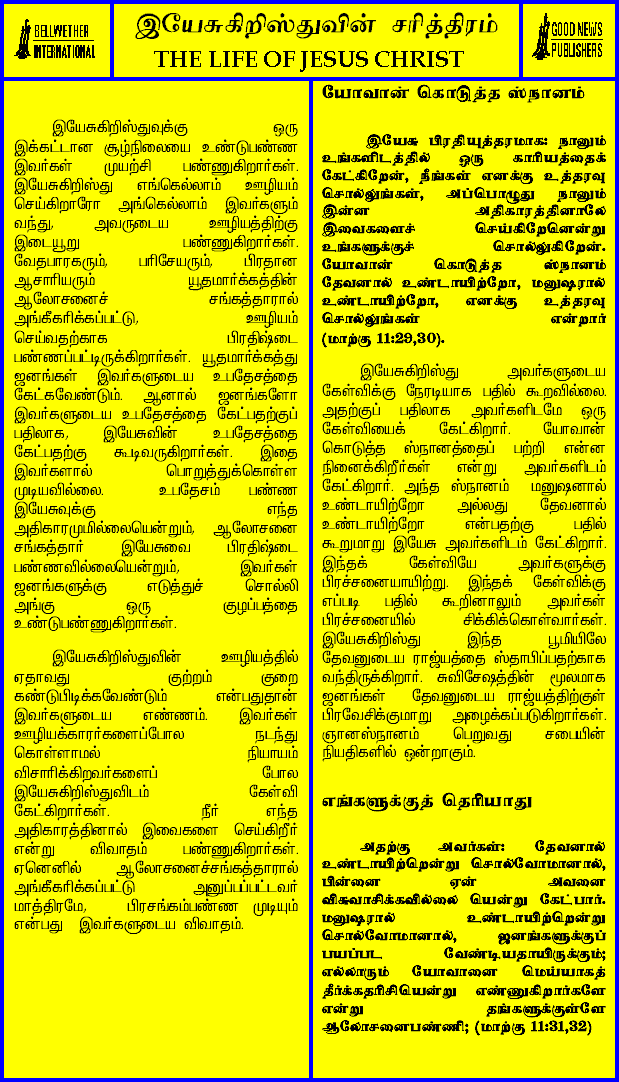 BELLWETHER
INTERNATIONAL
இயேசுகிறிஸ்துவின் சரித்திரம்
THE LIFE OF JESUS CHRIST
GOOD NEWS
PUBLISHERS
இயேசுகிறிஸ்துவுக்கு ஒரு
இக்கட்டான சூழ்நிலையை உண்டுபண்ண
இவர்கள் முயற்சி பண்ணுகிறார்கள்.
இயேசுகிறிஸ்து எங்கெல்லாம் ஊழியம்
செய்கிறாரோ அங்கெல்லாம் இவர்களும்
வந்து, அவருடைய ஊழியத்திற்கு
இடையூறு பண்ணுகிறார்கள்.
வேதபாரகரும், பரிசேயரும், பிரதான
ஆசாரியரும் யூதமார்க்கத்தின்
ஆலோசனைச் சங்கத்தாரால்
அங்கீகரிக்கப்பட்டு, ஊழியம்
செய்வதற்காக பிரதிஷ்டை
பண்ணப்பட்டிருக்கிறார்கள். யூதமார்க்கத்து
ஜனங்கள் இவர்களுடைய உபதேசத்தை
கேட்கவேண்டும். ஆனால் ஜனங்களோ
இவர்களுடைய உபதேசத்தை கேட்பதற்குப்
பதிலாக, இயேசுவின் உபதேசத்தை
கேட்பதற்கு கூடிவருகிறார்கள். இதை
இவர்களால் பொறுத்துக்கொள்ள
முடியவில்லை. உபதேசம் பண்ண
இயேசுவுக்கு எந்த
அதிகாரமுமில்லையென்றும், ஆலோசனை
சங்கத்தார் இயேசுவை பிரதிஷ்டை
பண்ணவில்லையென்றும், இவர்கள்
ஜனங்களுக்கு எடுத்துச் சொல்லி
அங்கு ஒரு குழப்பத்தை
உண்டுபண்ணுகிறார்கள்.
இயேசுகிறிஸ்துவின் ஊழியத்தில்
ஏதாவது குற்றம் குறை
கண்டுபிடிக்கவேண்டும் என்பதுதான்
இவர்களுடைய எண்ணம். இவர்கள்
ஊழியக்காரர்களைப்போல நடந்து
கொள்ளாமல் நியாயம்
விசாரிக்கிறவர்களைப் போல
இயேசுகிறிஸ்துவிடம் கேள்வி
கேட்கிறார்கள். நீர் எந்த
அதிகாரத்தினால் இவைகளை செய்கிறீர்
என்று விவாதம் பண்ணுகிறார்கள்.
ஏனெனில் ஆலோசனைச்சங்கத்தாரால்
அங்கீகரிக்கப்பட்டு அனுப்பப்பட்டவர்
மாத்திரமே, பிரசங்கம்பண்ண முடியும்
என்பது இவர்களுடைய விவாதம்.
யோவான் கொடுத்த ஸ்நானம்
இயேசு பிரதியுத்தரமாக: நானும்
உங்களிடத்தில் ஒரு காரியத்தைக்
கேட்கிறேன், நீங்கள் எனக்கு உத்தரவு
சொல்லுங்கள், அப்பொழுது நானும்
இன்ன அதிகாரத்தினாலே
இவைகளைச் செய்கிறேனென்று
உங்களுக்குச் சொல்லுகிறேன்.
யோவான் கொடுத்த ஸ்நானம்
தேவனால் உண்டாயிற்றோ, மனுஷரால்
உண்டாயிற்றோ, எனக்கு உத்தரவு
சொல்லுங்கள் என்றார்
(மாற்கு 11:29,30).
இயேசுகிறிஸ்து அவர்களுடைய
கேள்விக்கு நேரடியாக பதில் கூறவில்லை.
அதற்குப் பதிலாக அவர்களிடமே ஒரு
கேள்வியைக் கேட்கிறார். யோவான்
கொடுத்த ஸ்நானத்தைப் பற்றி என்ன
நினைக்கிறீர்கள் என்று அவர்களிடம்
கேட்கிறார். அந்த ஸ்நானம் மனுஷனால்
உண்டாயிற்றோ அல்லது தேவனால்
உண்டாயிற்றோ என்பதற்கு பதில்
கூறுமாறு இயேசு அவர்களிடம் கேட்கிறார்.
இந்தக் கேள்வியே அவர்களுக்கு
பிரச்சனையாயிற்று. இந்தக் கேள்விக்கு
எப்படி பதில் கூறினாலும் அவர்கள்
பிரச்சனையில் சிக்கிக்கொள்வார்கள்.
இயேசுகிறிஸ்து இந்த பூமியிலே
தேவனுடைய ராஜ்யத்தை ஸ்தாபிப்பதற்காக
வந்திருக்கிறார். சுவிசேஷத்தின் மூலமாக
ஜனங்கள் தேவனுடைய ராஜ்யத்திற்குள்
பிரவேசிக்குமாறு அழைக்கப்படுகிறார்கள்.
ஞானஸ்நானம் பெறுவது சபையின்
நியதிகளில் ஒன்றாகும்.
எங்களுக்குத் தெரியாது
அதற்கு அவர்கள்: தேவனால்
உண்டாயிற்றென்று சொல்வோமானால்,
பின்னை ஏன் அவனை
விசுவாசிக்கவில்லை யென்று கேட்பார்.
மனுஷரால் உண்டாயிற்றென்று
சொல்வோமானால், ஜனங்களுக்குப்
பயப்பட வேண்டியதாயிருக்கும்;
எல்லாரும் யோவானை மெய்யாகத்
தீர்க்கதரிசியென்று எண்ணுகிறார்களே
என்று தங்களுக்குள்ளே
ஆலோசனைபண்ணி; (மாற்கு 11:31,32)